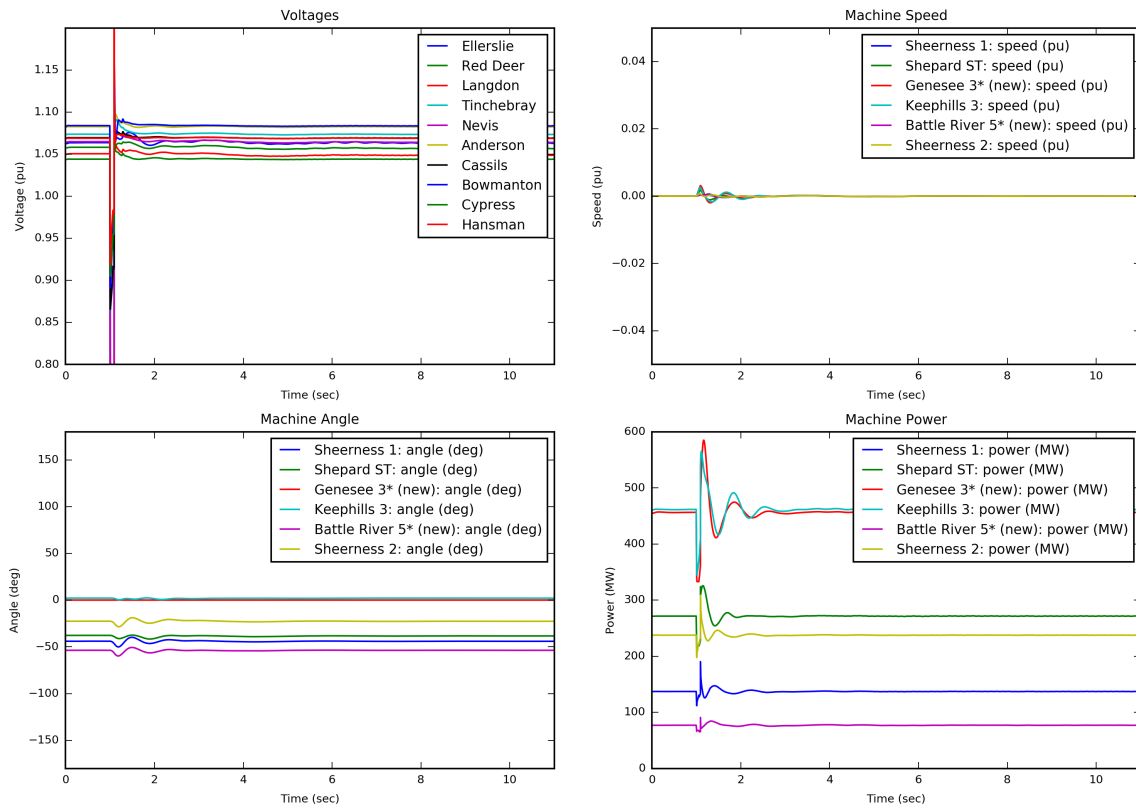 Voltages
1.15
1.10
1.05
1.00
0.95
0.90
0.85
0.80
Voltage (pu)
0 2 4 6 8 10
Time (sec)
Ellerslie
Red Deer
Langdon
Tinchebray
Nevis
Anderson
Cassils
Bowmanton
Cypress
Hansman
Machine Speed
0.04
0.02
0.00
−0.02
−0.04
Speed (pu)
0 2 4 6 8 10
Time (sec)
Sheerness 1: speed (pu)
Shepard ST: speed (pu)
Genesee 3* (new): speed (pu)
Keephills 3: speed (pu)
Battle River 5* (new): speed (pu)
Sheerness 2: speed (pu)
Machine Angle
150
100
50
0
−50
−100
−150
Angle (deg)
0 2 4 6 8 10
Time (sec)
Sheerness 1: angle (deg)
Shepard ST: angle (deg)
Genesee 3* (new): angle (deg)
Keephills 3: angle (deg)
Battle River 5* (new): angle (deg)
Sheerness 2: angle (deg)
Machine Power
600
500
400
300
200
100
0
Power (MW)
0 2 4 6 8 10
Time (sec)
Sheerness 1: power (MW)
Shepard ST: power (MW)
Genesee 3* (new): power (MW)
Keephills 3: power (MW)
Battle River 5* (new): power (MW)
Sheerness 2: power (MW)